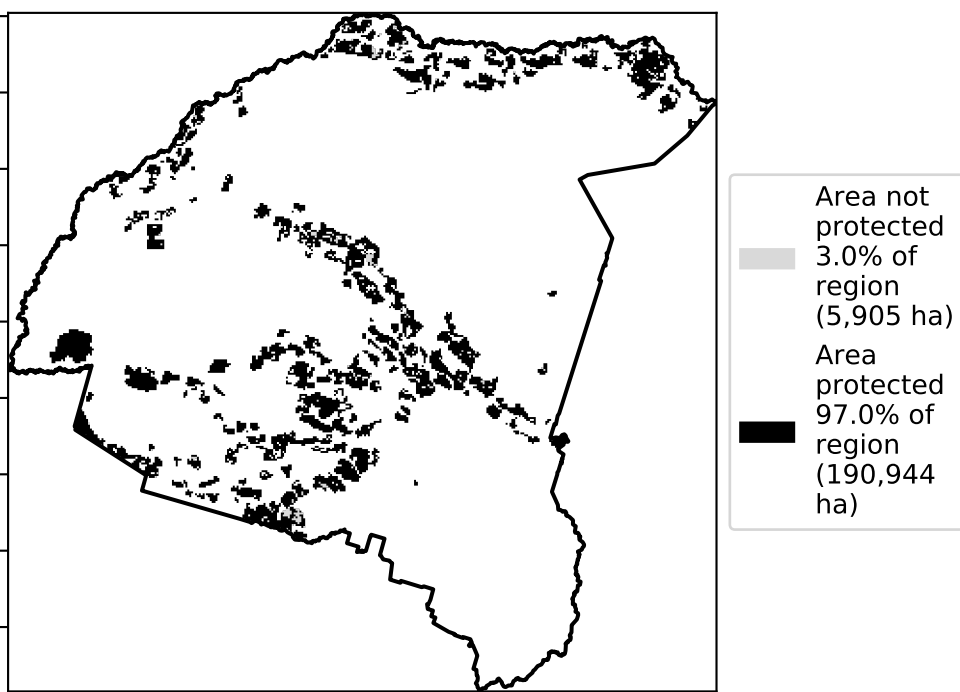 Area not
protected
3.0% of
region
(5,905 ha)
Area
protected
97.0% of
region
(190,944
ha)